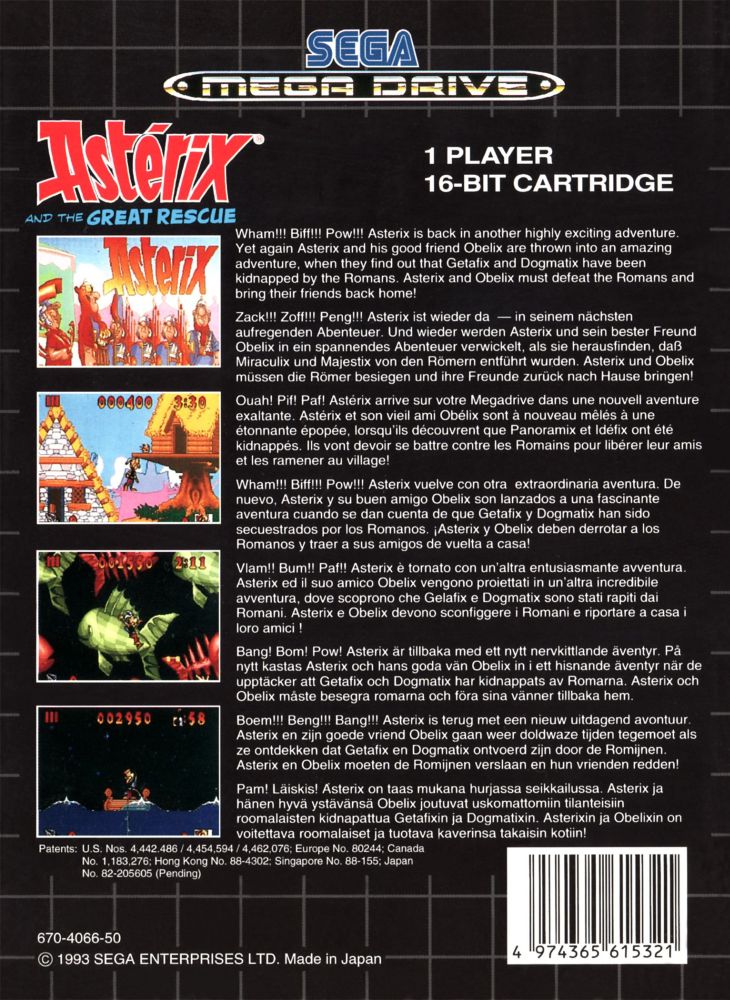 SEGA
MEGA DRIVE
Astérix
AND THE GREAT RESCUE
1 PLAYER
16-BIT CARTRIDGE
Wham!!! Biff!!! Pow!!! Asterix is back in another highly exciting adventure.
Yet again Asterix and his good friend Obelix are thrown into an amazing
adventure, when they find out that Getafix and Dogmatix have been
kidnapped by the Romans. Asterix and Obelix must defeat the Romans and
bring their friends back home!
Zack!!! Zoff!!! Peng!!! Asterix ist wieder da — in seinem nächsten
aufregenden Abenteuer. Und wieder werden Asterix und sein bester Freund
Obelix in ein spannendes Abenteuer verwickelt, als sie herausfinden, daß
Miraculix und Majestix von den Römern entführt wurden. Asterix und Obelix
müssen die Römer besiegen und ihre Freunde zurück nach Hause bringen!
Ouah! Pif! Paf! Astérix arrive sur votre Megadrive dans une nouvell aventure
exaltante. Astérix et son vieil ami Obélix sont à nouveau mêlés à une
étonnante épopée, lorsqu'ils découvrent que Panoramix et Idéfix ont été
kidnappés. Ils vont devoir se battre contre les Romains pour libérer leur amis
et les ramener au village!
Wham!!! Biff!!! Pow!!! Asterix vuelve con otra extraordinaria aventura. De
nuevo, Asterix y su buen amigo Obelix son lanzados a una fascinante
aventura cuando se dan cuenta de que Getafix y Dogmatix han sido
secuestrados por los Romanos. ¡Asterix y Obelix deben derrotar a los
Romanos y traer a sus amigos de vuelta a casa!
Vlam!! Bum!! Paf!! Asterix è tornato con un'altra entusiasmante avventura.
Asterix ed il suo amico Obelix vengono proiettati in un'altra incredibile
avventura, dove scoprono che Gelafix e Dogmatix sono stati rapiti dai
Romani. Asterix e Obelix devono sconfiggere i Romani e riportare a casa i
loro amici !
Bang! Bom! Pow! Asterix är tillbaka med ett nytt nervkittlande äventyr. På
nytt kastas Asterix och hans goda vän Obelix in i ett hisnande äventyr när de
upptäcker att Getafix och Dogmatix har kidnappats av Romarna. Asterix och
Obelix måste besegra romarna och föra sina vänner tillbaka hem.
Boem!!! Beng!!! Bang!!! Asterix is terug met een nieuw uitdagend avontuur.
Asterix en zijn goede vriend Obelix gaan weer doldwaze tijden tegemoet als
ze ontdekken dat Getafix en Dogmatix ontvoerd zijn door de Romijnen.
Asterix en Obelix moeten de Romijnen verslaan en hun vrienden redden!
Pam! Läiskis! Asterix on taas mukana hurjassa seikkailussa. Asterix ja
hänen hyvä ystävänsä Obelix joutuvat uskomattomiin tilanteisiin
roomalaisten kidnapattua Getafixin ja Dogmatixin. Asterixin ja Obelixin on
voitettava roomalaiset ja tuotava kaverinsa takaisin kotiin!
Asterix
000400 3:30
001550 2:11
002950 :58
Patents: U.S. Nos. 4,442.486 / 4,454,594 / 4,462,076; Europe No. 80244; Canada
No. 1,183,276; Hong Kong No. 88-4302; Singapore No. 88-155; Japan
No. 82-205605 (Pending)
670-4066-50
© 1993 SEGA ENTERPRISES LTD. Made in Japan
4 974365 615321